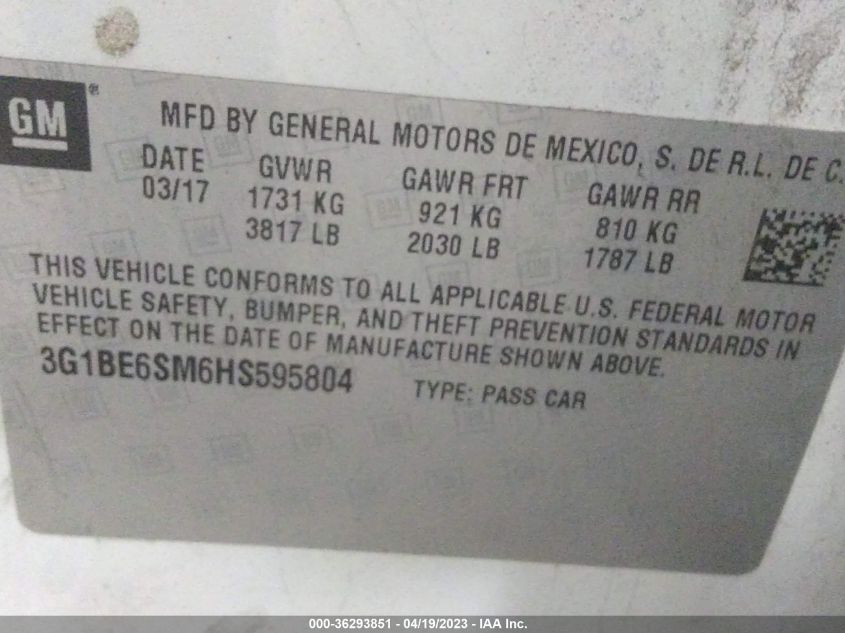 GM®
MFD BY GENERAL MOTORS DE MEXICO, S. DE R.L. DE C.
DATE GVWR GAWR FRT GAWR RR
03/17 1731 KG 921 KG 810 KG
3817 LB 2030 LB 1787 LB
THIS VEHICLE CONFORMS TO ALL APPLICABLE U.S. FEDERAL MOTOR
VEHICLE SAFETY, BUMPER, AND THEFT PREVENTION STANDARDS IN
EFFECT ON THE DATE OF MANUFACTURE SHOWN ABOVE.
3G1BE6SM6HS595804 TYPE: PASS CAR
000-36293851 - 04/19/2023 - IAA Inc.